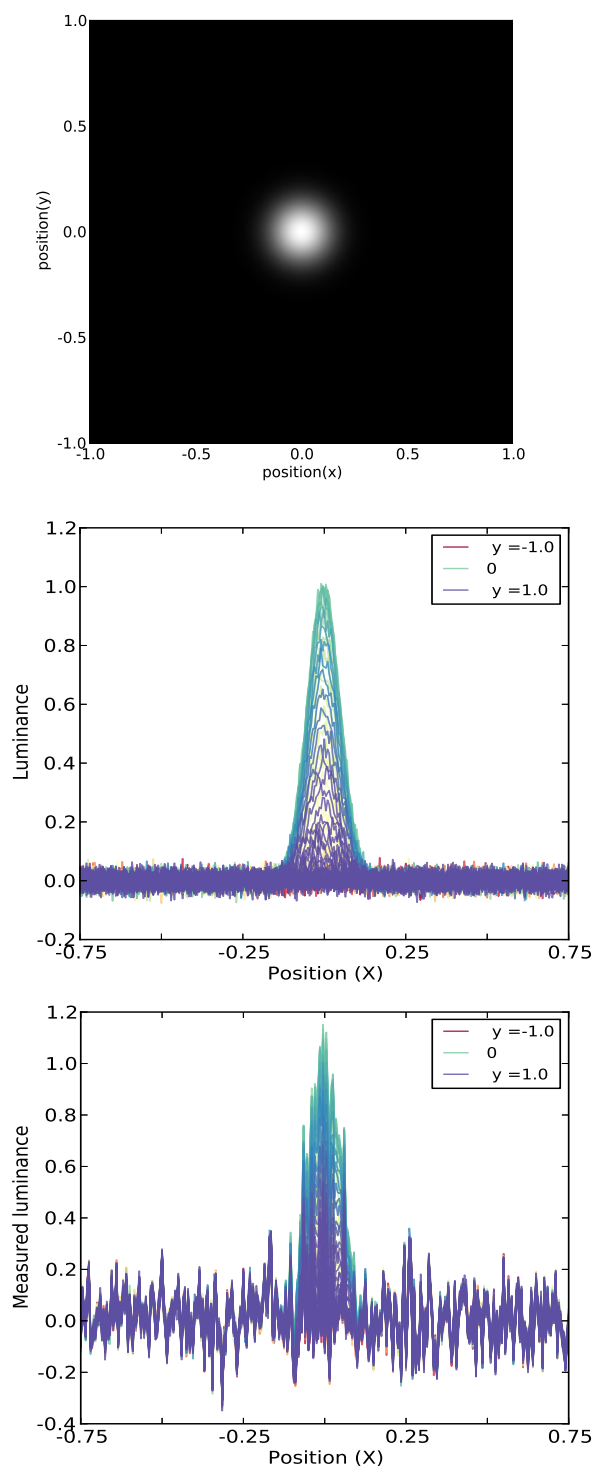 1.0
0.5
0.0
-0.5
-1.0
position(y)
-1.0 -0.5 0.0 0.5 1.0
position(x)
1.2
1.0
0.8
0.6
0.4
0.2
0.0
-0.2
Luminance
y =-1.0
0
y =1.0
-0.75 -0.25 0.25 0.75
Position (X)
1.2
1.0
0.8
0.6
0.4
0.2
0.0
-0.2
-0.4
Measured luminance
y =-1.0
0
y =1.0
-0.75 -0.25 0.25 0.75
Position (X)